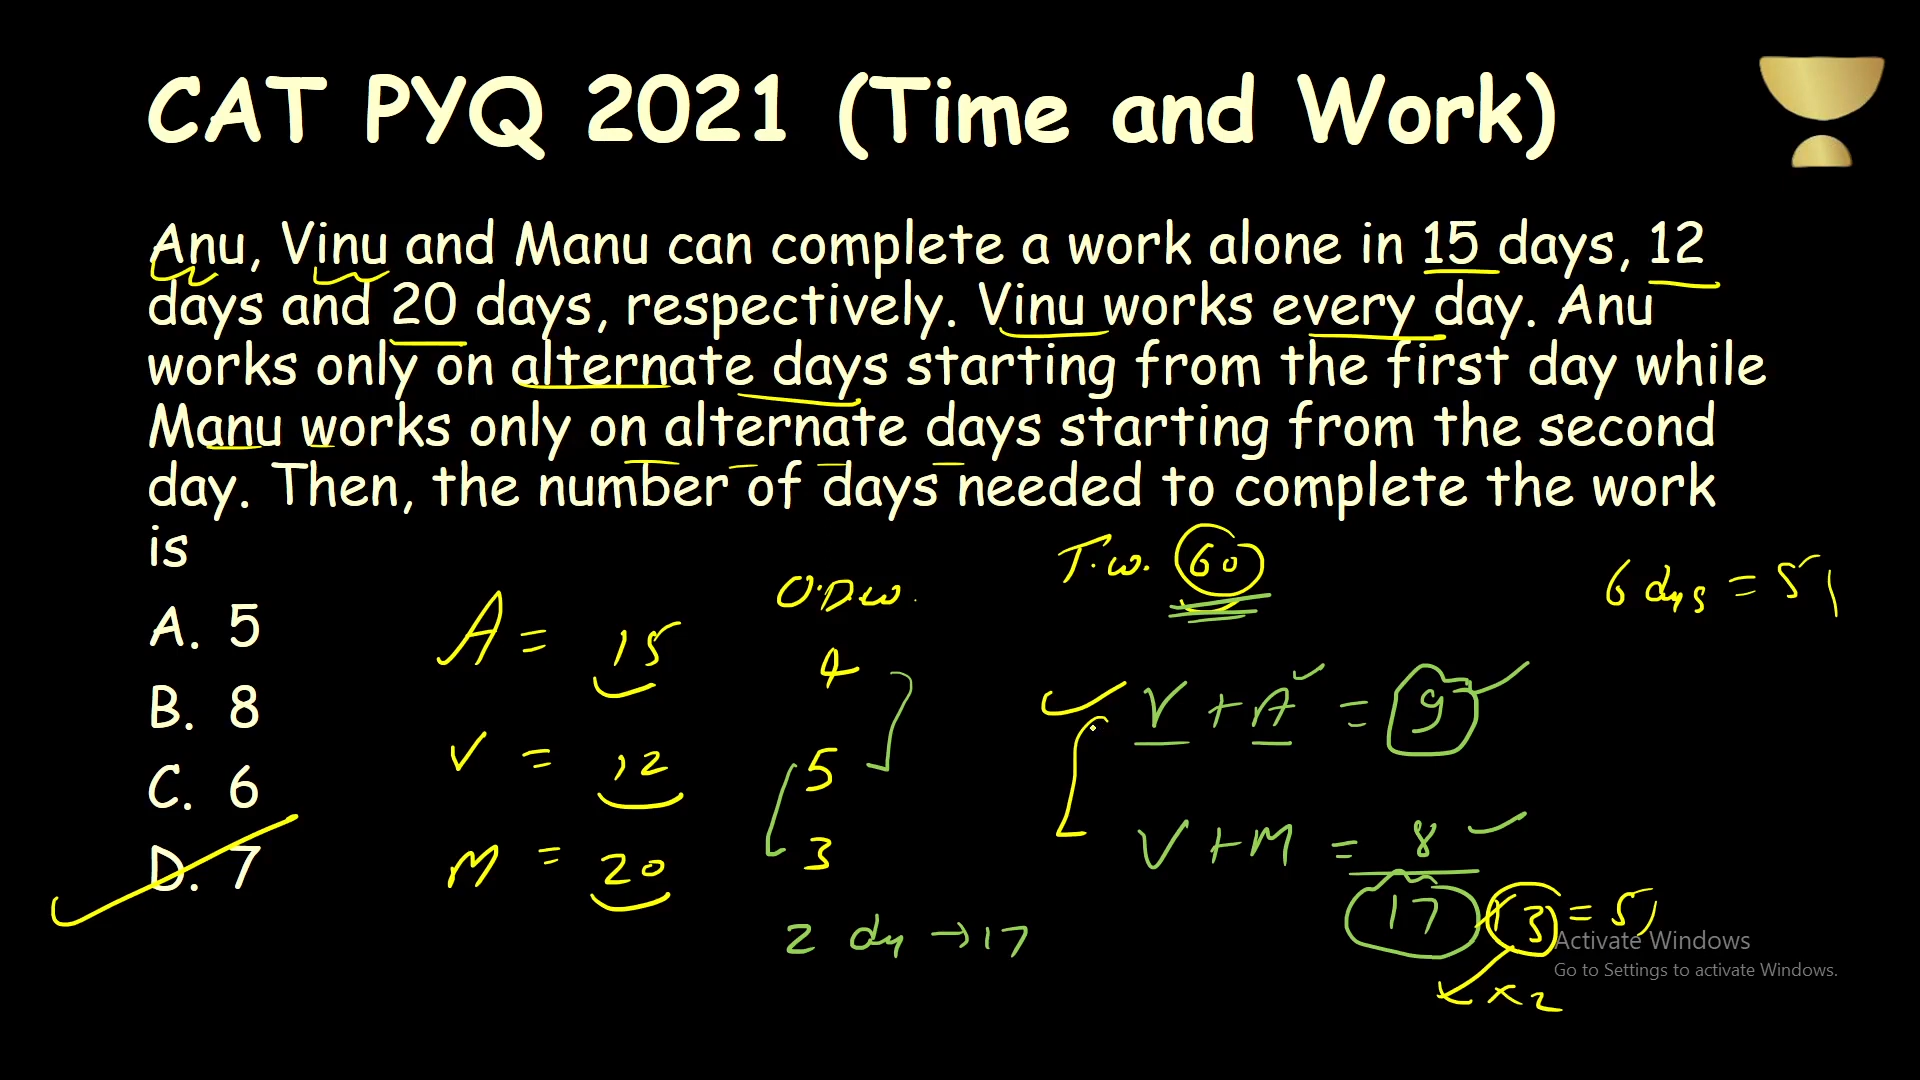 CAT PYQ 2021 (Time and Work)
Anu, Vinu and Manu can complete a work alone in 15 days, 12
days and 20 days, respectively. Vinu works every day. Anu
works only on alternate days starting from the first day while
Manu works only on alternate days starting from the second
day. Then, the number of days needed to complete the work
is
A. 5
B. 8
C. 6
D. 7
O.D.w.
T.w. 60
6 dys = 51
A = 15 4
V = 12 5
M = 20 3
2 dy → 17
V + A = 9
V + M = 8
17 × 3 = 51
× 2
Activate Windows
Go to Settings to activate Windows.